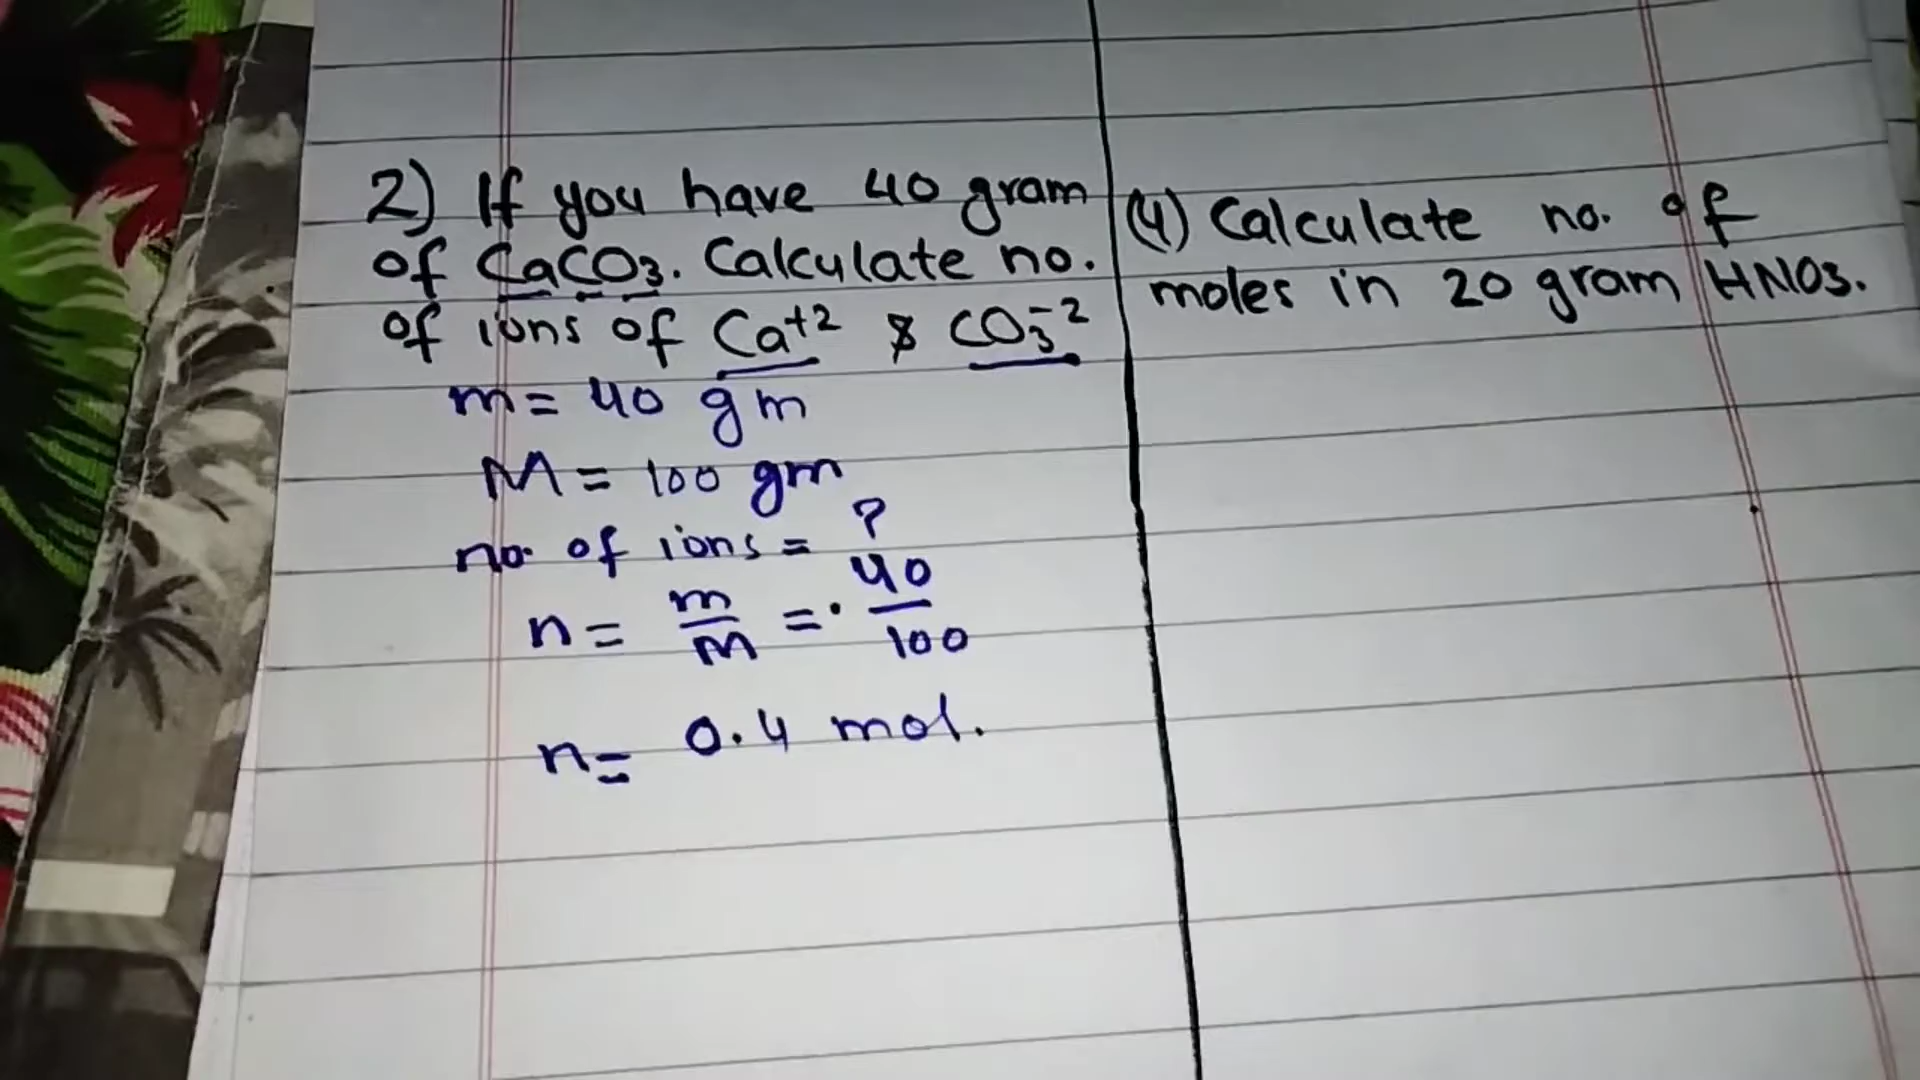 2) If you have 40 gram
of CaCO3. Calculate no.
of ions of Ca+2 & CO3-2
m = 40 gm
M = 100 gm
no. of ions = ?
n = m/M = 40/100
n = 0.4 mol.
(4) Calculate no. of
moles in 20 gram HNO3.